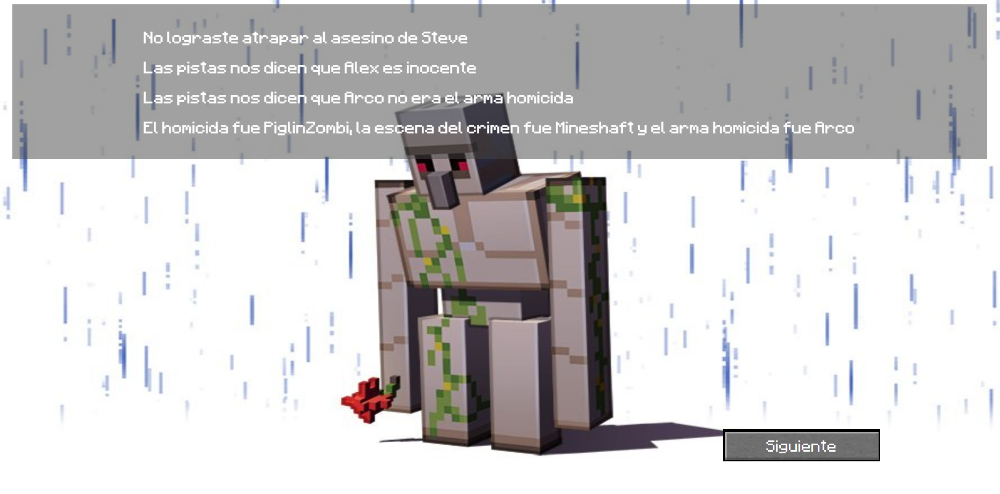 No lograste atrapar al asesino de Steve
Las pistas nos dicen que Alex es inocente
Las pistas nos dicen que Arco no era el arma homicida
El homicida fue PiglinZombi, la escena del crimen fue Mineshaft y el arma homicida fue Arco
Siguiente